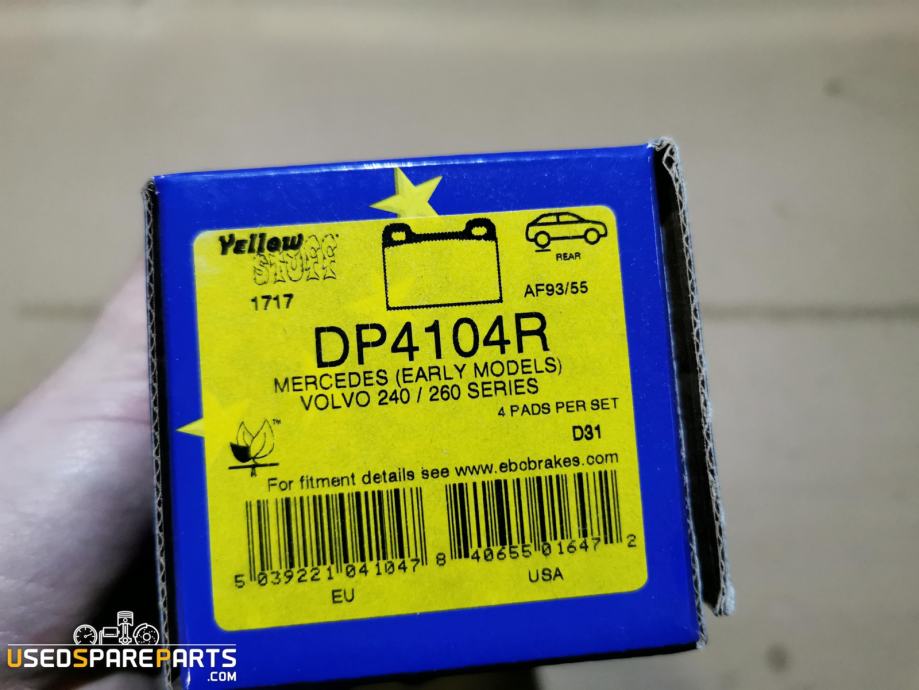 Yellow
STUFF
1717
REAR
AF93/55
DP4104R
MERCEDES (EARLY MODELS)
VOLVO 240 / 260 SERIES
4 PADS PER SET
D31
TM
For fitment details see www.ebcbrakes.com
5 039221 041047
8 40655 01647 2
EU
USA
USEDSPAREPARTS
.COM